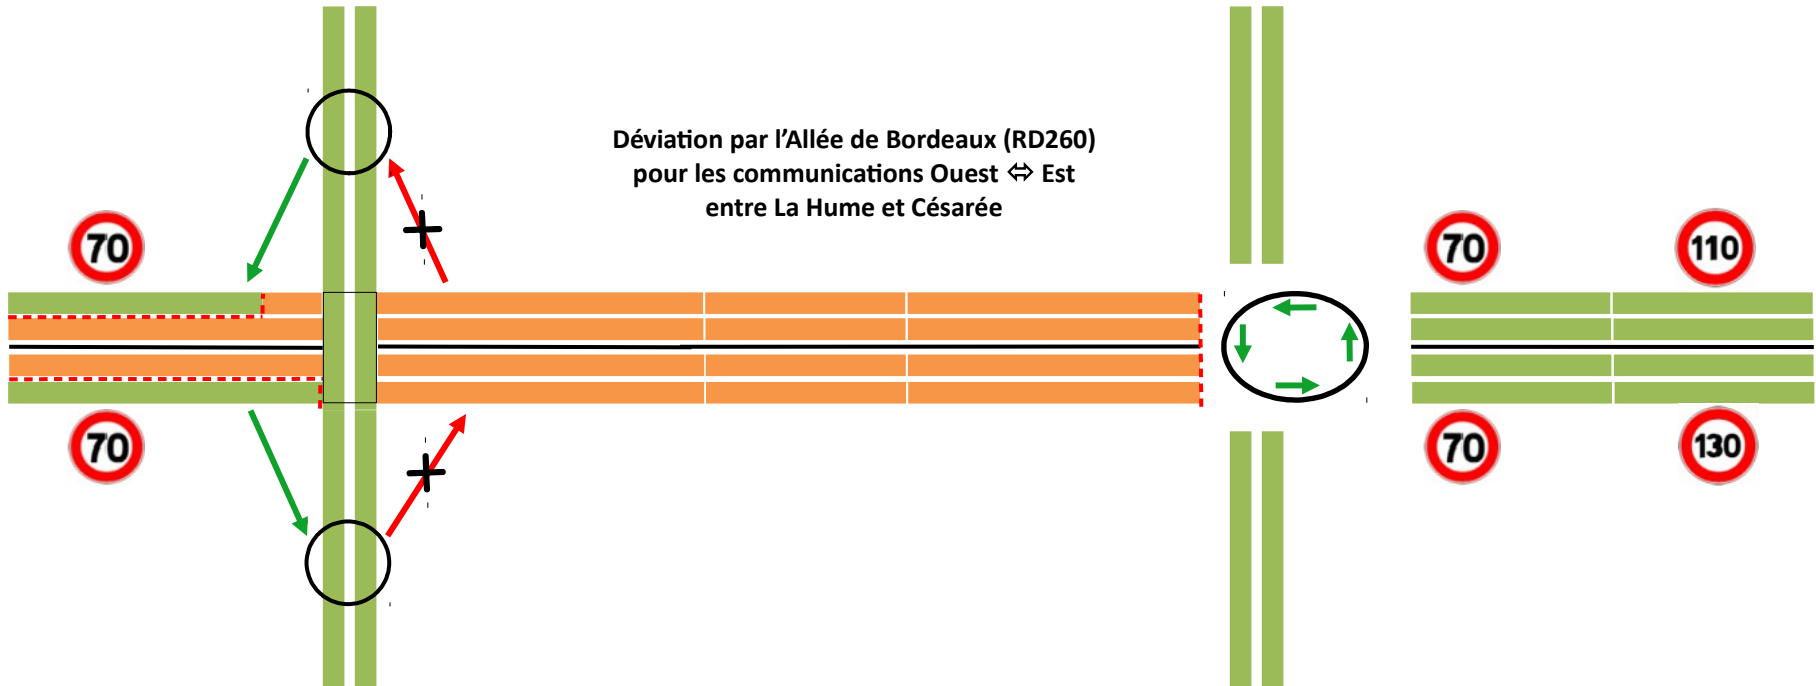 Déviation par l’Allée de Bordeaux (RD260)
pour les communications Ouest ⬄ Est
entre La Hume et Césarée
70
70
110
70
70
130